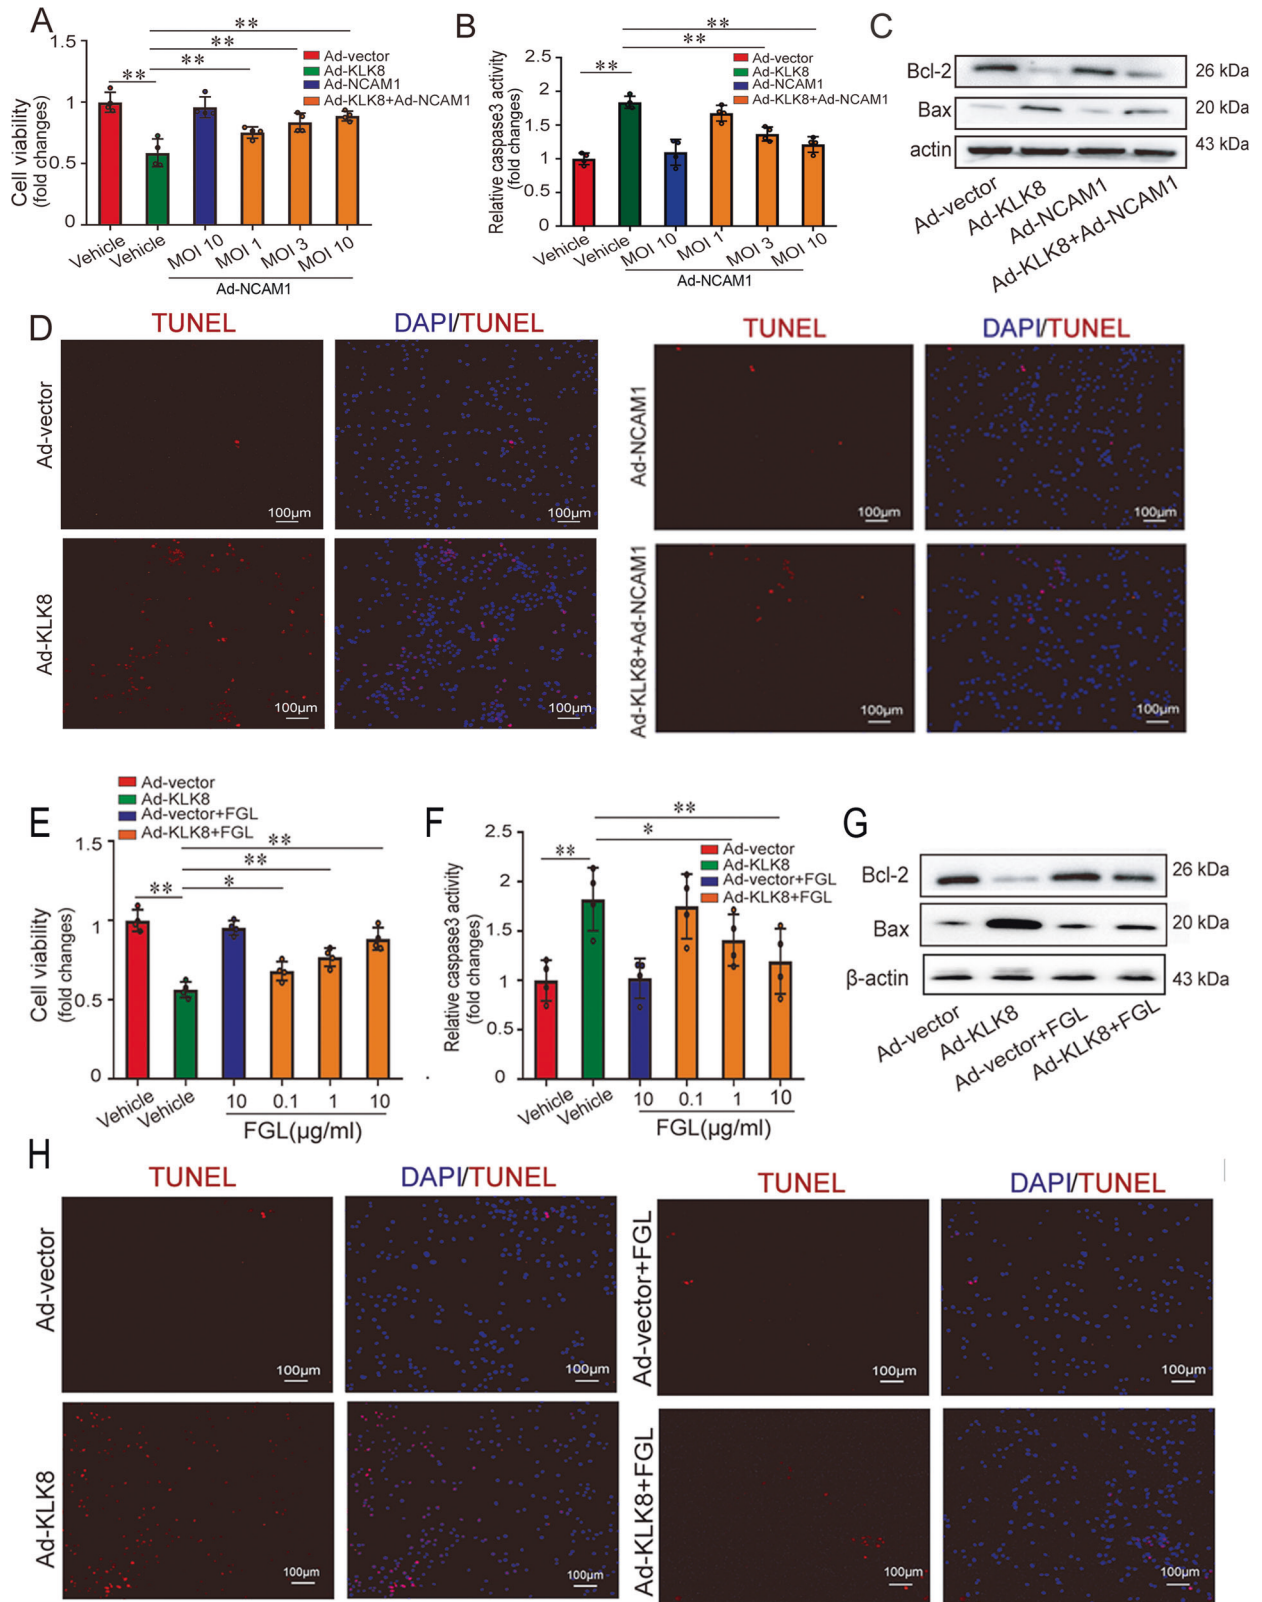 A
Cell viability
(fold changes)
1.5
1
0.5
0
**
**
**
**
Ad-vector
Ad-KLK8
Ad-NCAM1
Ad-KLK8+Ad-NCAM1
Vehicle
Vehicle
MOI 10
MOI 1
MOI 3
MOI 10
Ad-NCAM1
B
Relative caspase3 activity
(fold changes)
2.5
2
1.5
1
0.5
0
**
**
**
Ad-vector
Ad-KLK8
Ad-NCAM1
Ad-KLK8+Ad-NCAM1
Vehicle
Vehicle
MOI 10
MOI 1
MOI 3
MOI 10
Ad-NCAM1
C
Bcl-2
26 kDa
Bax
20 kDa
actin
43 kDa
Ad-vector
Ad-KLK8
Ad-NCAM1
Ad-KLK8+Ad-NCAM1
D
TUNEL
DAPI/TUNEL
TUNEL
DAPI/TUNEL
Ad-vector
100μm
100μm
Ad-NCAM1
100μm
100μm
Ad-KLK8
100μm
100μm
Ad-KLK8+Ad-NCAM1
100μm
100μm
E
Ad-vector
Ad-KLK8
Ad-vector+FGL
Ad-KLK8+FGL
Cell viability
(fold changes)
1.5
1
0.5
0
**
**
*
**
Vehicle
Vehicle
10
0.1
1
10
FGL(μg/ml)
F
Relative caspase3 activity
(fold changes)
2.5
2
1.5
1
0.5
0
**
*
**
Ad-vector
Ad-KLK8
Ad-vector+FGL
Ad-KLK8+FGL
Vehicle
Vehicle
10
0.1
1
10
FGL(μg/ml)
G
Bcl-2
26 kDa
Bax
20 kDa
β-actin
43 kDa
Ad-vector
Ad-KLK8
Ad-vector+FGL
Ad-KLK8+FGL
H
TUNEL
DAPI/TUNEL
TUNEL
DAPI/TUNEL
Ad-vector
100μm
100μm
Ad-vector+FGL
100μm
100μm
Ad-KLK8
100μm
100μm
Ad-KLK8+FGL
100μm
100μm